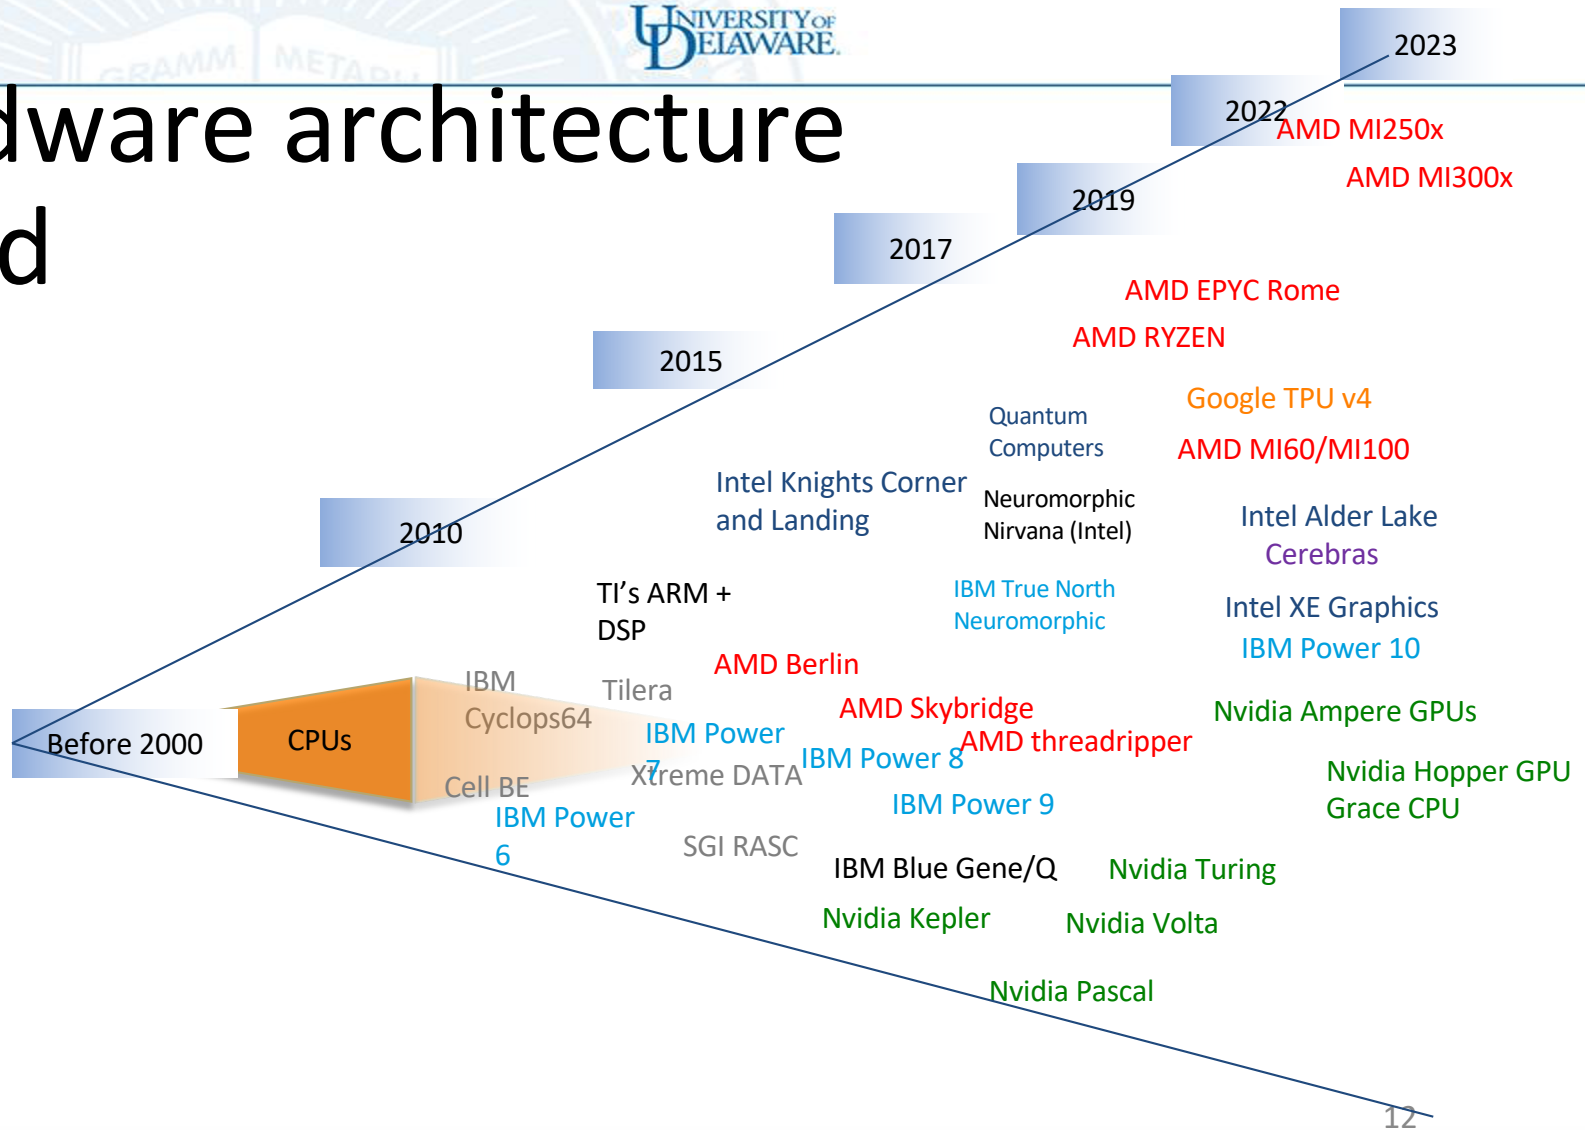 UNIVERSITY OF
DELAWARE.
GRAMM METAPH
dware architecture
d
2023
2022
AMD MI250x
AMD MI300x
2019
2017
AMD EPYC Rome
AMD RYZEN
2015
Google TPU v4
Quantum
Computers
AMD MI60/MI100
Intel Knights Corner
and Landing
Neuromorphic
Nirvana (Intel)
Intel Alder Lake
Cerebras
2010
TI’s ARM +
DSP
IBM True North
Neuromorphic
Intel XE Graphics
IBM Power 10
AMD Berlin
IBM
Cyclops64
Tilera
AMD Skybridge
Nvidia Ampere GPUs
Before 2000
CPUs
IBM Power
7
IBM Power 8
AMD threadripper
Xtreme DATA
Nvidia Hopper GPU
Grace CPU
Cell BE
IBM Power
6
IBM Power 9
SGI RASC
IBM Blue Gene/Q
Nvidia Turing
Nvidia Kepler
Nvidia Volta
Nvidia Pascal
12